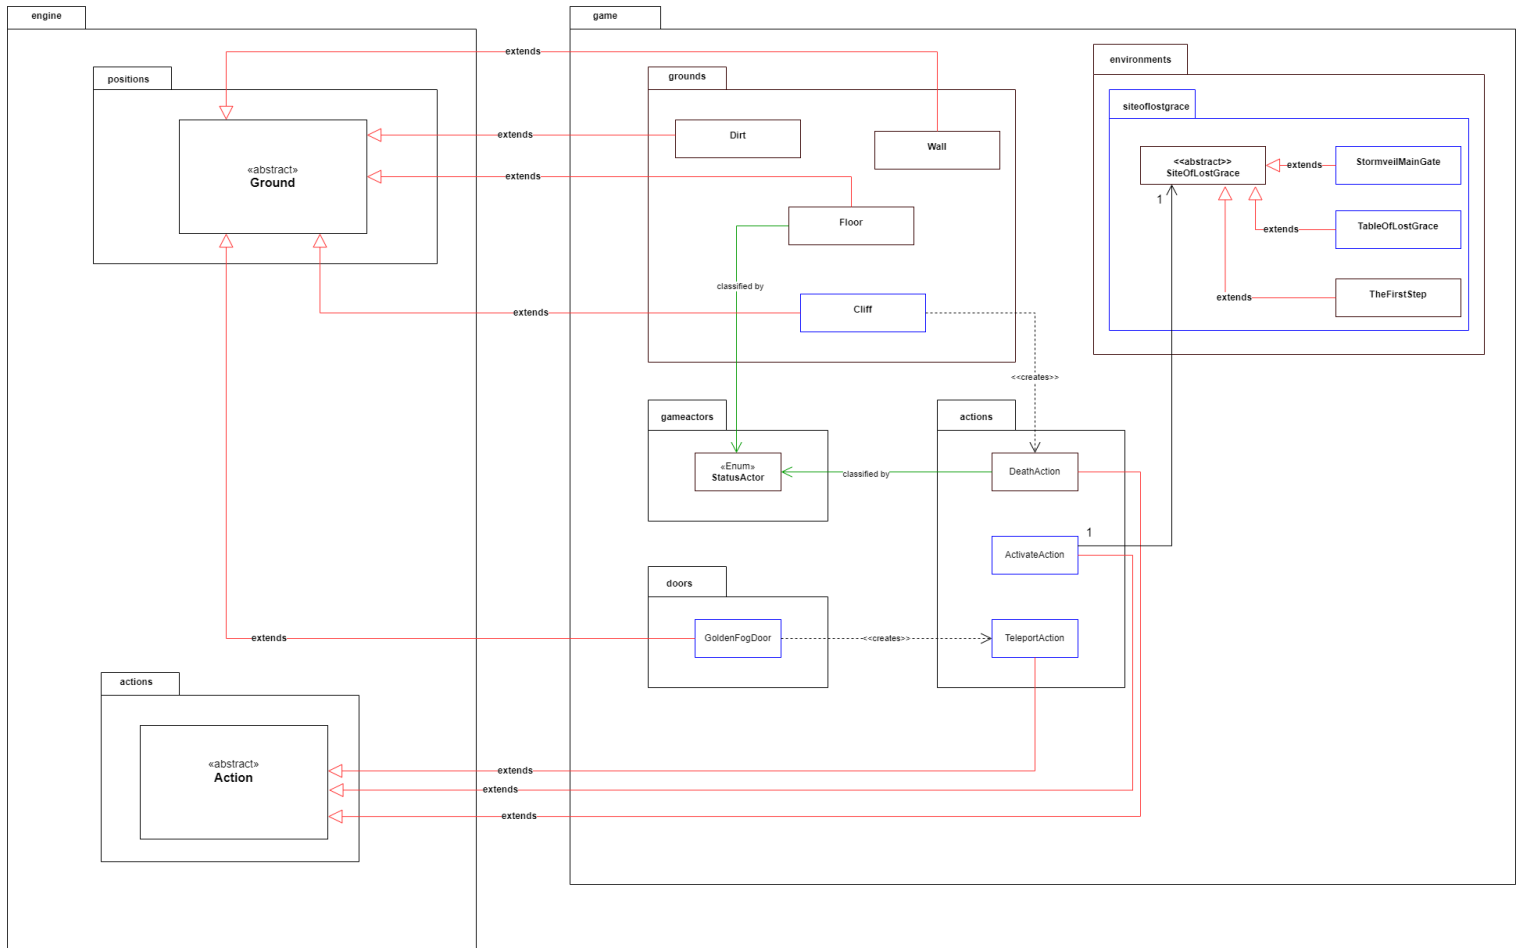 engine
game
extends
environments
positions
grounds
siteoflostgrace
Dirt
extends
Wall
«abstract»
Ground
<<abstract>>
SiteOfLostGrace
extends
StormveilMainGate
extends
1
Floor
TableOfLostGrace
extends
classified by
TheFirstStep
extends
Cliff
extends
<<creates>>
gameactors
actions
«Enum»
StatusActor
classified by
DeathAction
1
ActivateAction
doors
extends
GoldenFogDoor
<<creates>>
TeleportAction
actions
«abstract»
Action
extends
extends
extends